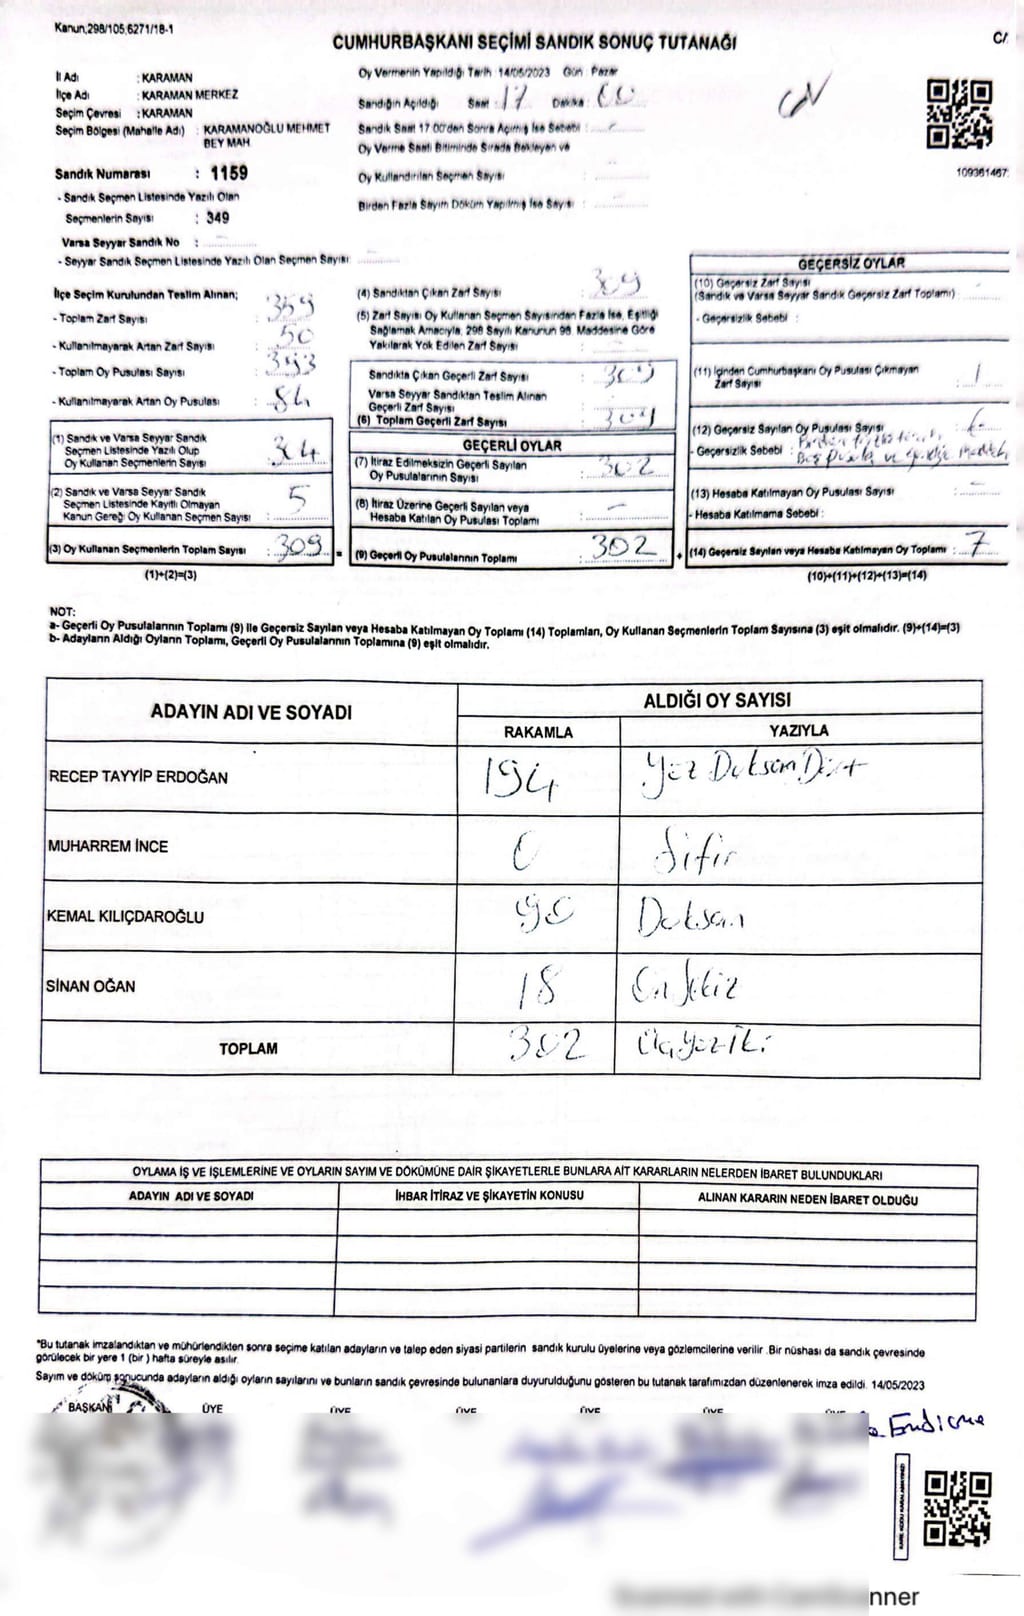 Kanun;298/105;6271/18-1
CUMHURBAŞKANI SEÇİMİ SANDIK SONUÇ TUTANAĞI
C/
İl Adı : KARAMAN
İlçe Adı : KARAMAN MERKEZ
Seçim Çevresi : KARAMAN
Seçim Bölgesi (Mahalle Adı) : KARAMANOĞLU MEHMET
BEY MAH
Sandık Numarası : 1159
- Sandık Seçmen Listesinde Yazılı Olan
Seçmenlerin Sayısı : 349
Varsa Seyyar Sandık No :
- Seyyar Sandık Seçmen Listesinde Yazılı Olan Seçmen Sayısı:
Oy Vermenin Yapıldığı Tarih 14/05/2023 Gün Pazar
Sandığın Açıldığı Saat 17 Dakika 00
Sandık Saat 17:00'den Sonra Açımış İse Sebebi :
Oy Verme Saati Bitiminde Sırada Bekleyen ve
Oy Kullandırılan Seçmen Sayısı
Birden Fazla Sayım Döküm Yapılmış İse Sayısı :
109361467
İlçe Seçim Kurulundan Teslim Alınan;
- Toplam Zarf Sayısı : 359
- Kullanılmayarak Artan Zarf Sayısı : 50
- Toplam Oy Pusulası Sayısı : 393
- Kullanılmayarak Artan Oy Pusulası : 84
(1) Sandık ve Varsa Seyyar Sandık
Seçmen Listesinde Yazılı Olup
Oy Kullanan Seçmenlerin Sayısı : 304
(2) Sandık ve Varsa Seyyar Sandık
Seçmen Listesinde Kayıtlı Olmayan
Kanun Gereği Oy Kullanan Seçmen Sayısı : 5
(3) Oy Kullanan Seçmenlerin Toplam Sayısı : 309 =
(1)+(2)=(3)
(4) Sandıktan Çıkan Zarf Sayısı : 309
(5) Zarf Sayısı Oy Kullanan Seçmen Sayısından Fazla İse, Eşitliği
Sağlamak Amacıyla, 298 Sayılı Kanunun 98. Maddesine Göre
Yakılarak Yok Edilen Zarf Sayısı :
Sandıkta Çıkan Geçerli Zarf Sayısı : 309
Varsa Seyyar Sandıktan Teslim Alınan
Geçerli Zarf Sayısı :
(6) Toplam Geçerli Zarf Sayısı : 309
GEÇERLİ OYLAR
(7) İtiraz Edilmeksizin Geçerli Sayılan
Oy Pusulalarının Sayısı : 302
(8) İtiraz Üzerine Geçerli Sayılan veya
Hesaba Katılan Oy Pusulası Toplamı :
(9) Geçerli Oy Pusulalarının Toplamı : 302 +
GEÇERSİZ OYLAR
(10) Geçersiz Zarf Sayısı
(Sandık ve Varsa Seyyar Sandık Geçersiz Zarf Toplamı) :
- Geçersizlik Sebebi :
(11) İçinden Cumhurbaşkanı Oy Pusulası Çıkmayan
Zarf Sayısı : 1
(12) Geçersiz Sayılan Oy Pusulası Sayısı : 6
- Geçersizlik Sebebi :
(13) Hesaba Katılmayan Oy Pusulası Sayısı :
- Hesaba Katılmama Sebebi :
(14) Geçersiz Sayılan veya Hesaba Katılmayan Oy Toplamı : 7
(10)+(11)+(12)+(13)=(14)
NOT:
a- Geçerli Oy Pusulalarının Toplamı (9) ile Geçersiz Sayılan veya Hesaba Katılmayan Oy Toplamı (14) Toplamları, Oy Kullanan Seçmenlerin Toplam Sayısına (3) eşit olmalıdır. (9)+(14)=(3)
b- Adayların Aldığı Oyların Toplamı, Geçerli Oy Pusulalarının Toplamına (9) eşit olmalıdır.
ADAYIN ADI VE SOYADI
ALDIĞI OY SAYISI
RAKAMLA YAZIYLA
RECEP TAYYİP ERDOĞAN 194 Yüz Doksan Dört
MUHARREM İNCE 0 Sıfır
KEMAL KILIÇDAROĞLU 90 Doksan
SİNAN OĞAN 18 On Sekiz
TOPLAM 302 Üçyüz İki
OYLAMA İŞ VE İŞLEMLERİNE VE OYLARIN SAYIM VE DÖKÜMÜNE DAİR ŞİKAYETLERLE BUNLARA AİT KARARLARIN NELERDEN İBARET BULUNDUKLARI
ADAYIN ADI VE SOYADI İHBAR İTİRAZ VE ŞİKAYETİN KONUSU ALINAN KARARIN NEDEN İBARET OLDUĞU
*Bu tutanak imzalandıktan ve mühürlendikten sonra seçime katılan adayların ve talep eden siyasi partilerin sandık kurulu üyelerine veya gözlemcilerine verilir .Bir nüshası da sandık çevresinde
görülecek bir yere 1 (bir ) hafta süreyle asılır.
Sayım ve döküm sonucunda adayların aldığı oyların sayılarını ve bunların sandık çevresinde bulunanlara duyurulduğunu gösteren bu tutanak tarafımızdan düzenlenerek imza edildi. 14/05/2023
BAŞKAN ÜYE ÜYE ÜYE ÜYE ÜYE ÜYE
nner